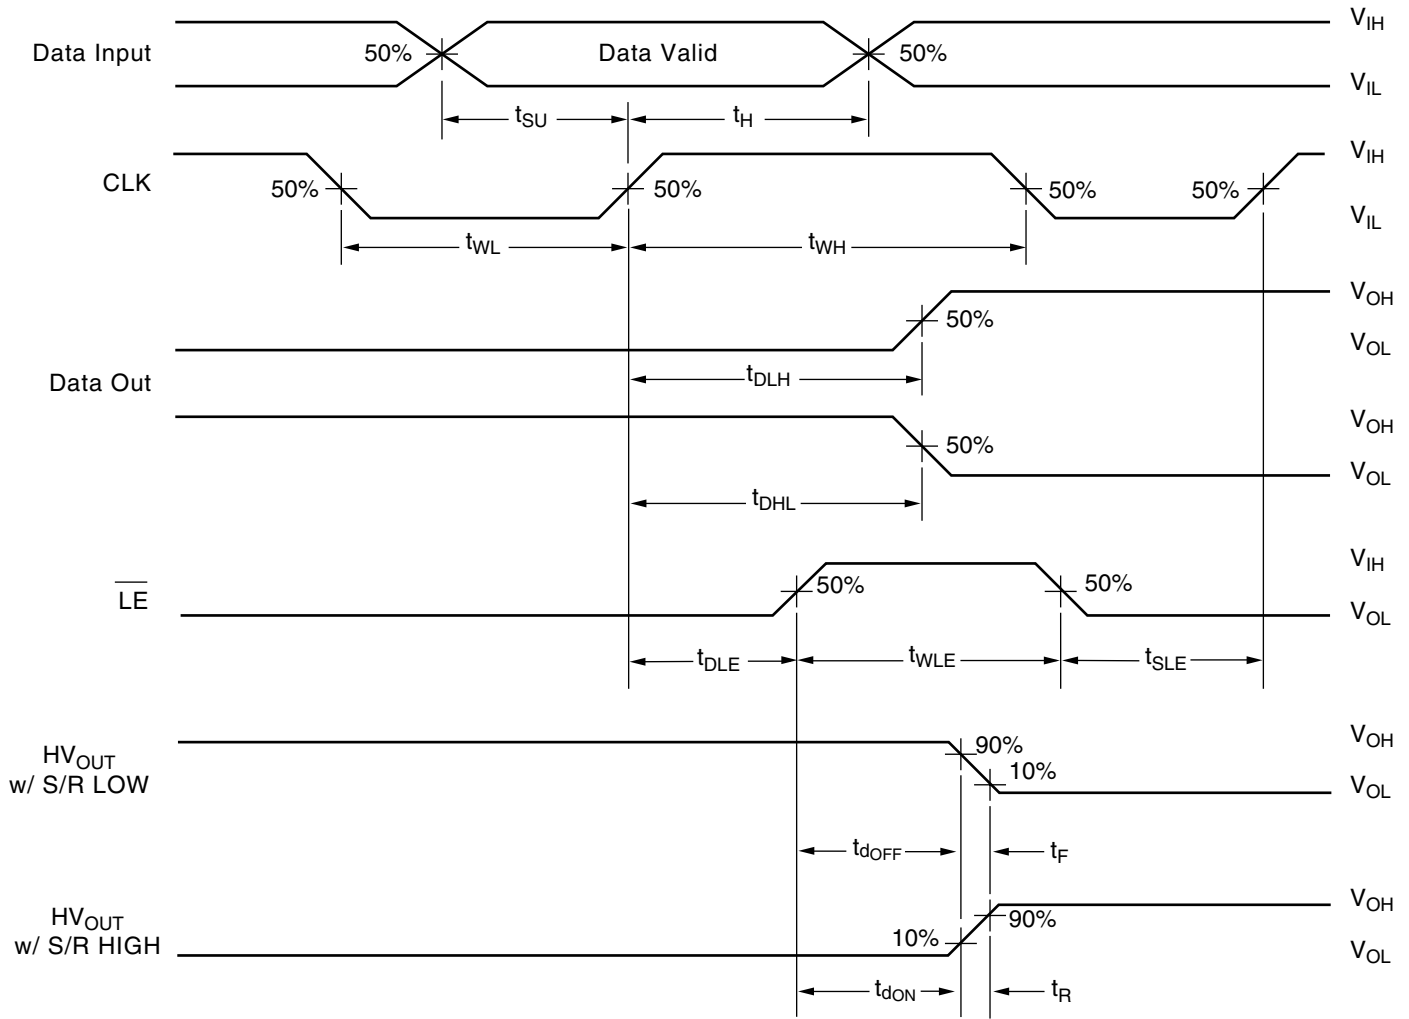 V_IH
Data Input 50% Data Valid 50%
V_IL
t_SU t_H
V_IH
CLK 50% 50% 50% 50%
V_IL
t_WL t_WH
V_OH
50%
V_OL
t_DLH
Data Out
V_OH
50%
V_OL
t_DHL
V_IH
LE 50% 50%
V_OL
t_DLE t_WLE t_SLE
V_OH
HV_OUT 90%
w/ S/R LOW 10%
V_OL
t_dOFF t_F
V_OH
HV_OUT 90%
w/ S/R HIGH 10%
V_OL
t_dON t_R